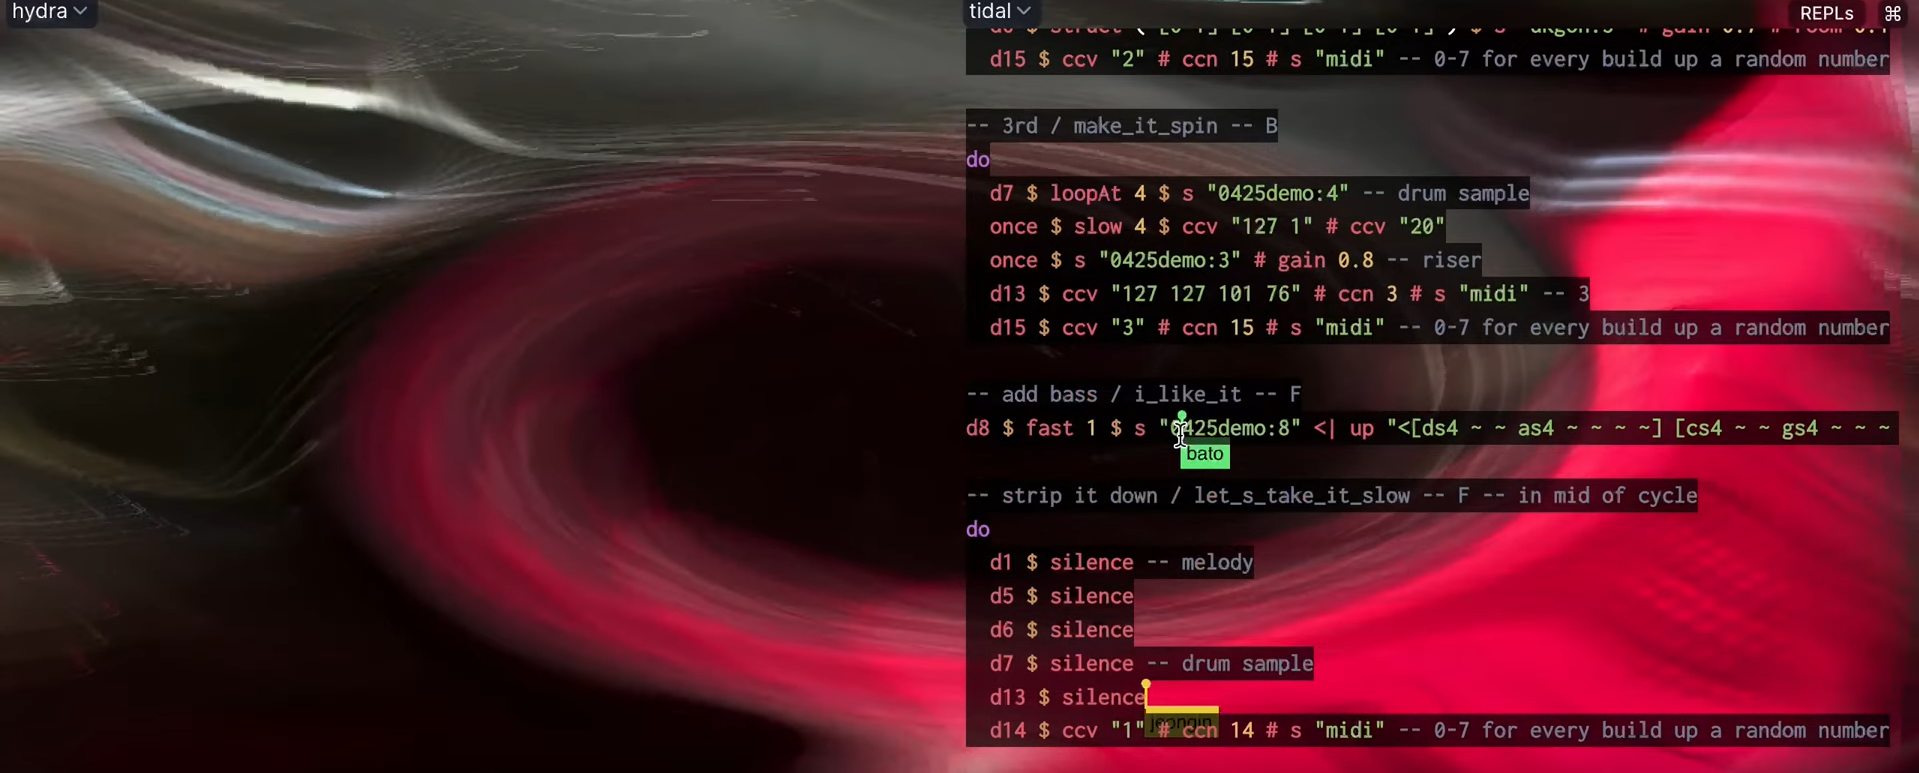 hydra
tidal
REPLs ⌘
d15 $ ccv "2" # ccn 15 # s "midi" -- 0-7 for every build up a random number
-- 3rd / make_it_spin -- B
do
d7 $ loopAt 4 $ s "0425demo:4" -- drum sample
once $ slow 4 $ ccv "127 1" # ccv "20"
once $ s "0425demo:3" # gain 0.8 -- riser
d13 $ ccv "127 127 101 76" # ccn 3 # s "midi" -- 3
d15 $ ccv "3" # ccn 15 # s "midi" -- 0-7 for every build up a random number
-- add bass / i_like_it -- F
d8 $ fast 1 $ s "0425demo:8" <| up "<[ds4 ~ ~ as4 ~ ~ ~ ~] [cs4 ~ ~ gs4 ~ ~ ~
bato
-- strip it down / let_s_take_it_slow -- F -- in mid of cycle
do
d1 $ silence -- melody
d5 $ silence
d6 $ silence
d7 $ silence -- drum sample
d13 $ silence
jeongin
d14 $ ccv "1" # ccn 14 # s "midi" -- 0-7 for every build up a random number